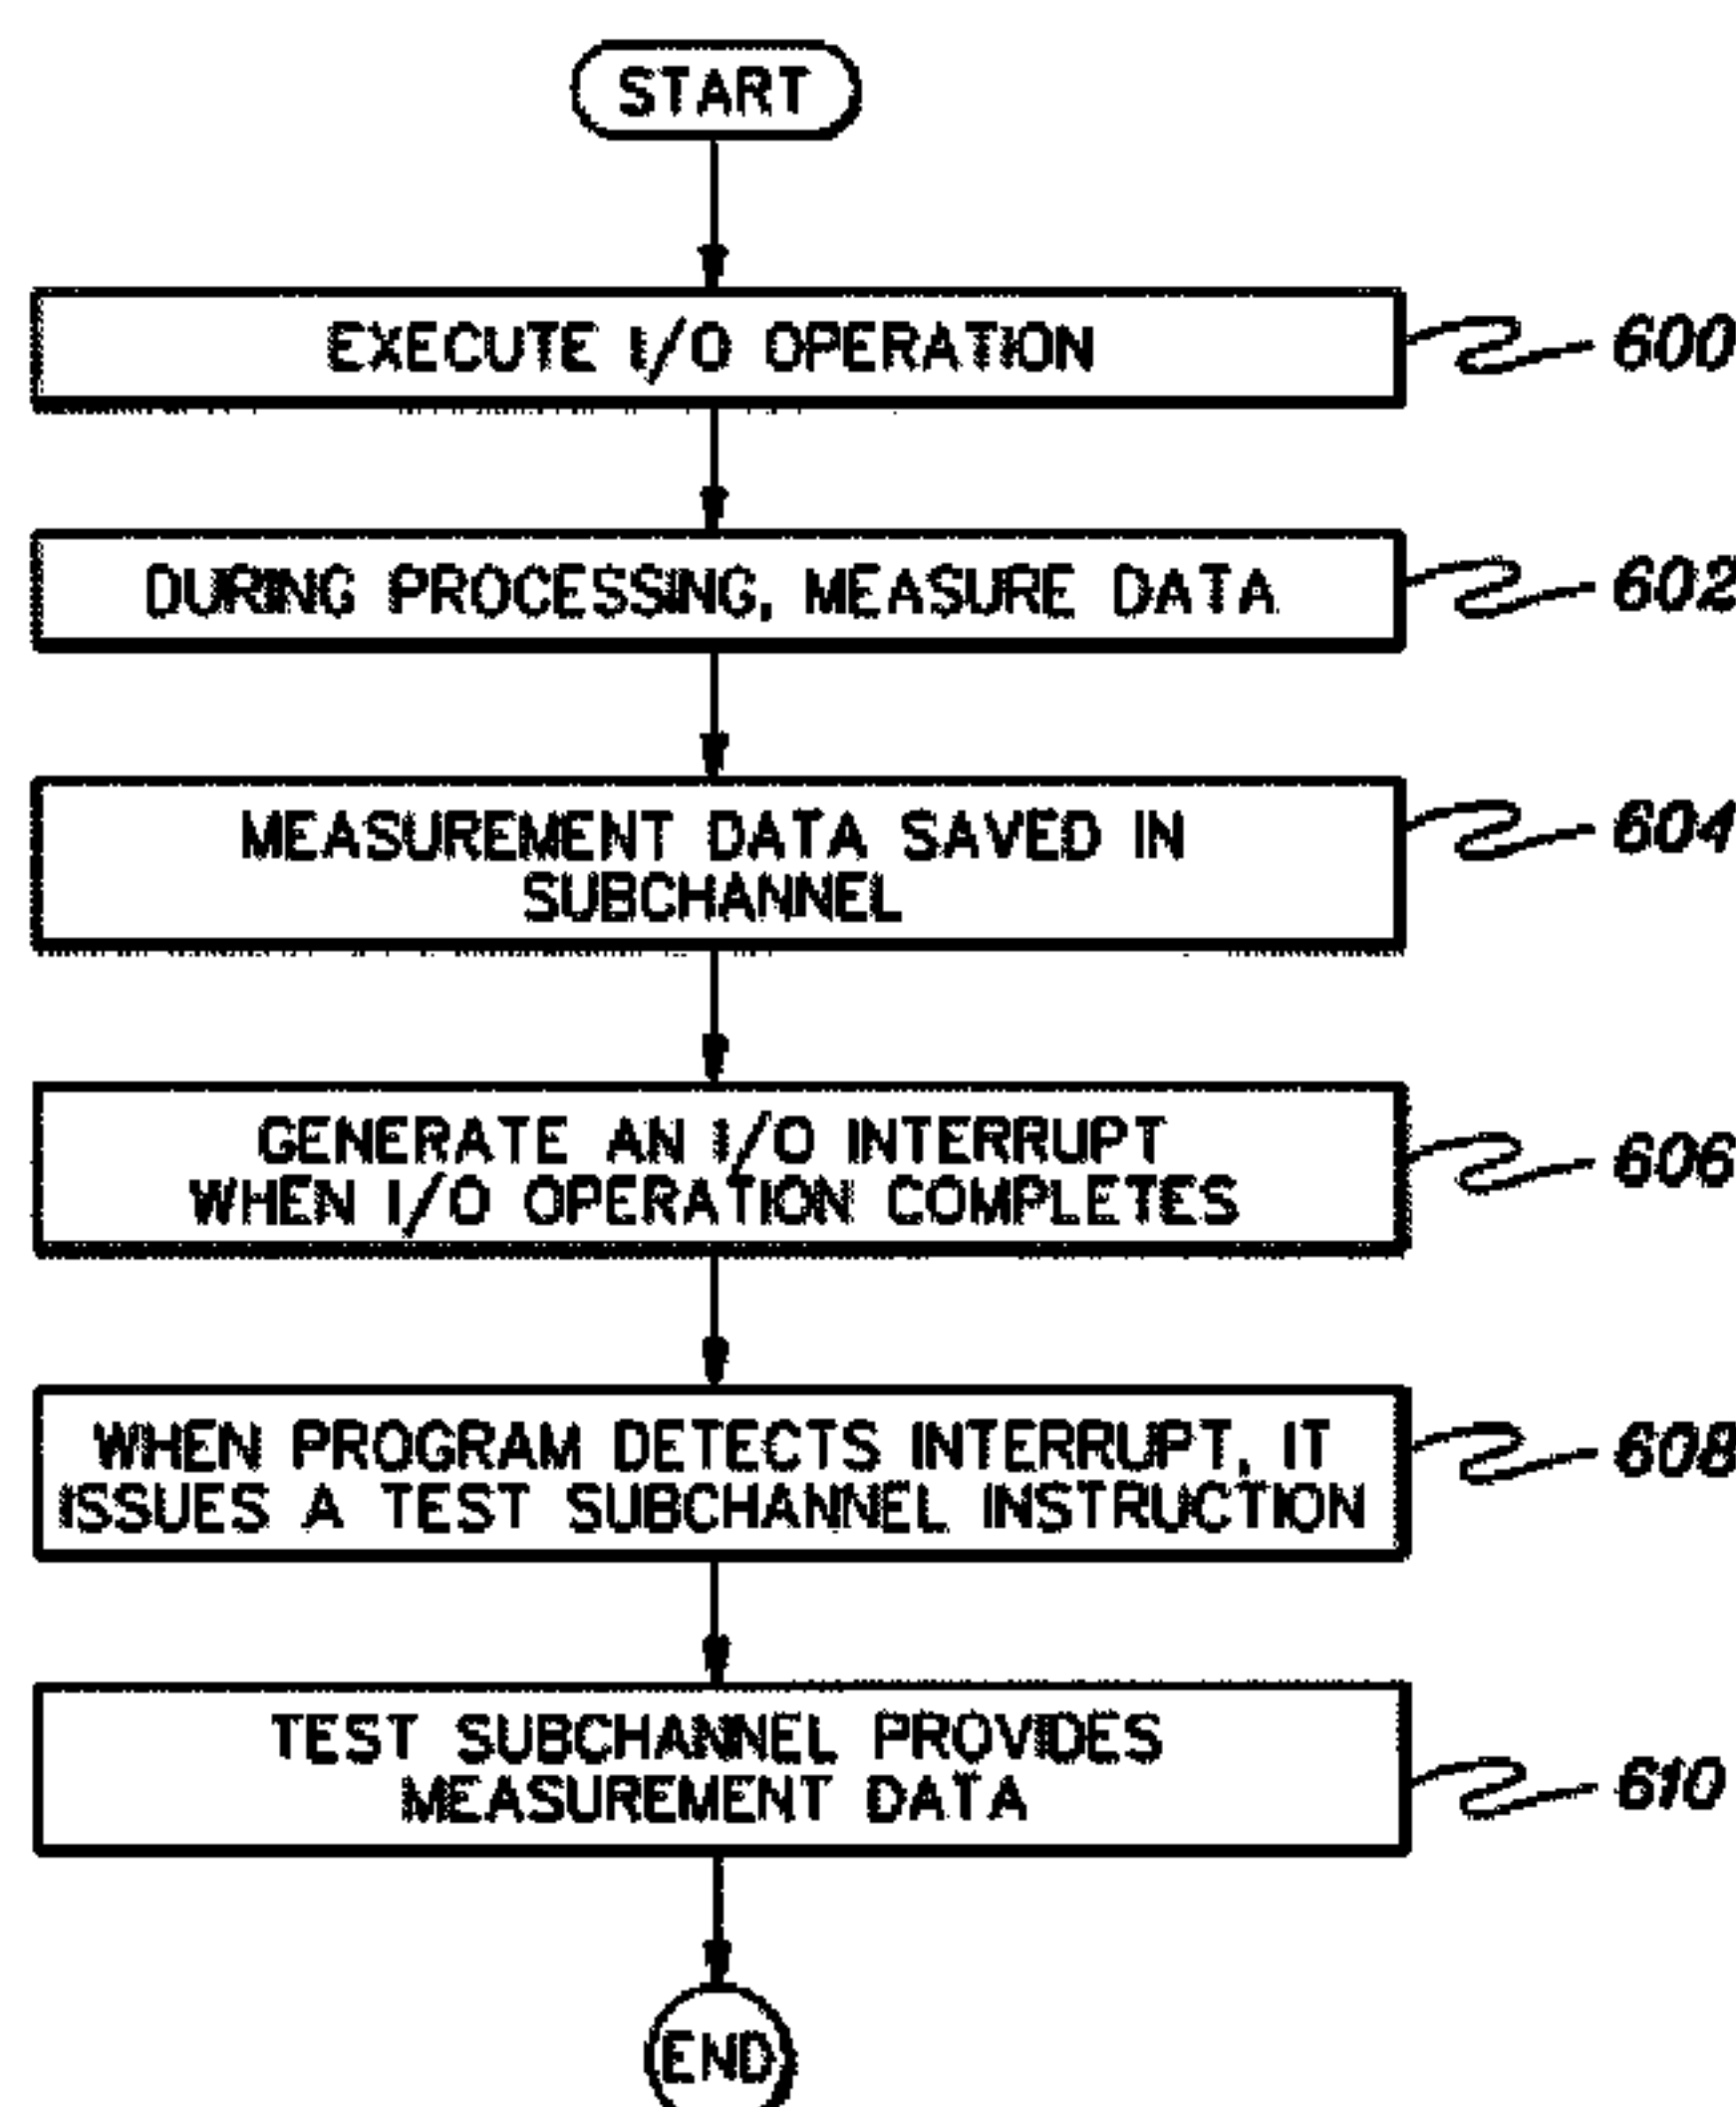 START
EXECUTE I/O OPERATION
600
DURING PROCESSING, MEASURE DATA
602
MEASUREMENT DATA SAVED IN
SUBCHANNEL
604
GENERATE AN I/O INTERRUPT
WHEN I/O OPERATION COMPLETES
606
WHEN PROGRAM DETECTS INTERRUPT, IT
ISSUES A TEST SUBCHANNEL INSTRUCTION
608
TEST SUBCHANNEL PROVIDES
MEASUREMENT DATA
610
END